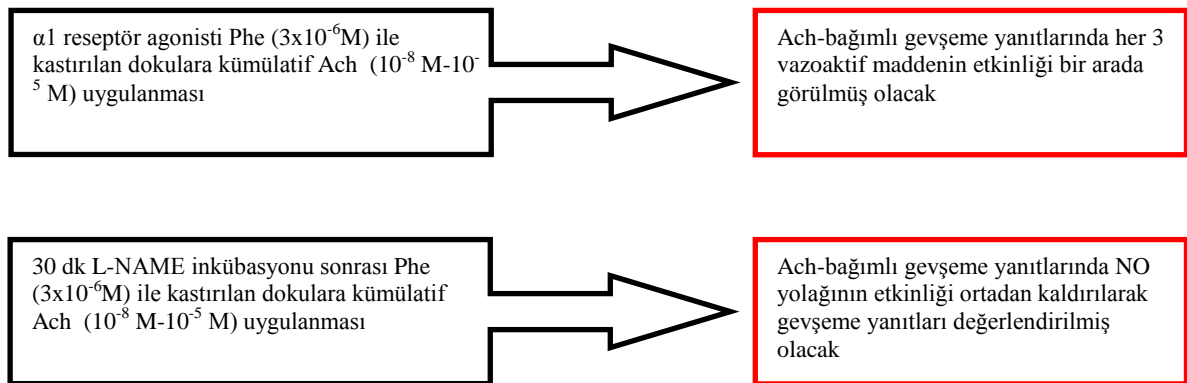 α1 reseptör agonisti Phe (3x10⁻⁶M) ile
kastırılan dokulara kümülatif Ach (10⁻⁸ M-10⁻
⁵ M) uygulanması
Ach-bağımlı gevşeme yanıtlarında her 3
vazoaktif maddenin etkinliği bir arada
görülmüş olacak
30 dk L-NAME inkübasyonu sonrası Phe
(3x10⁻⁶M) ile kastırılan dokulara kümülatif
Ach (10⁻⁸ M-10⁻⁵ M) uygulanması
Ach-bağımlı gevşeme yanıtlarında NO
yolağının etkinliği ortadan kaldırılarak
gevşeme yanıtları değerlendirilmiş
olacak